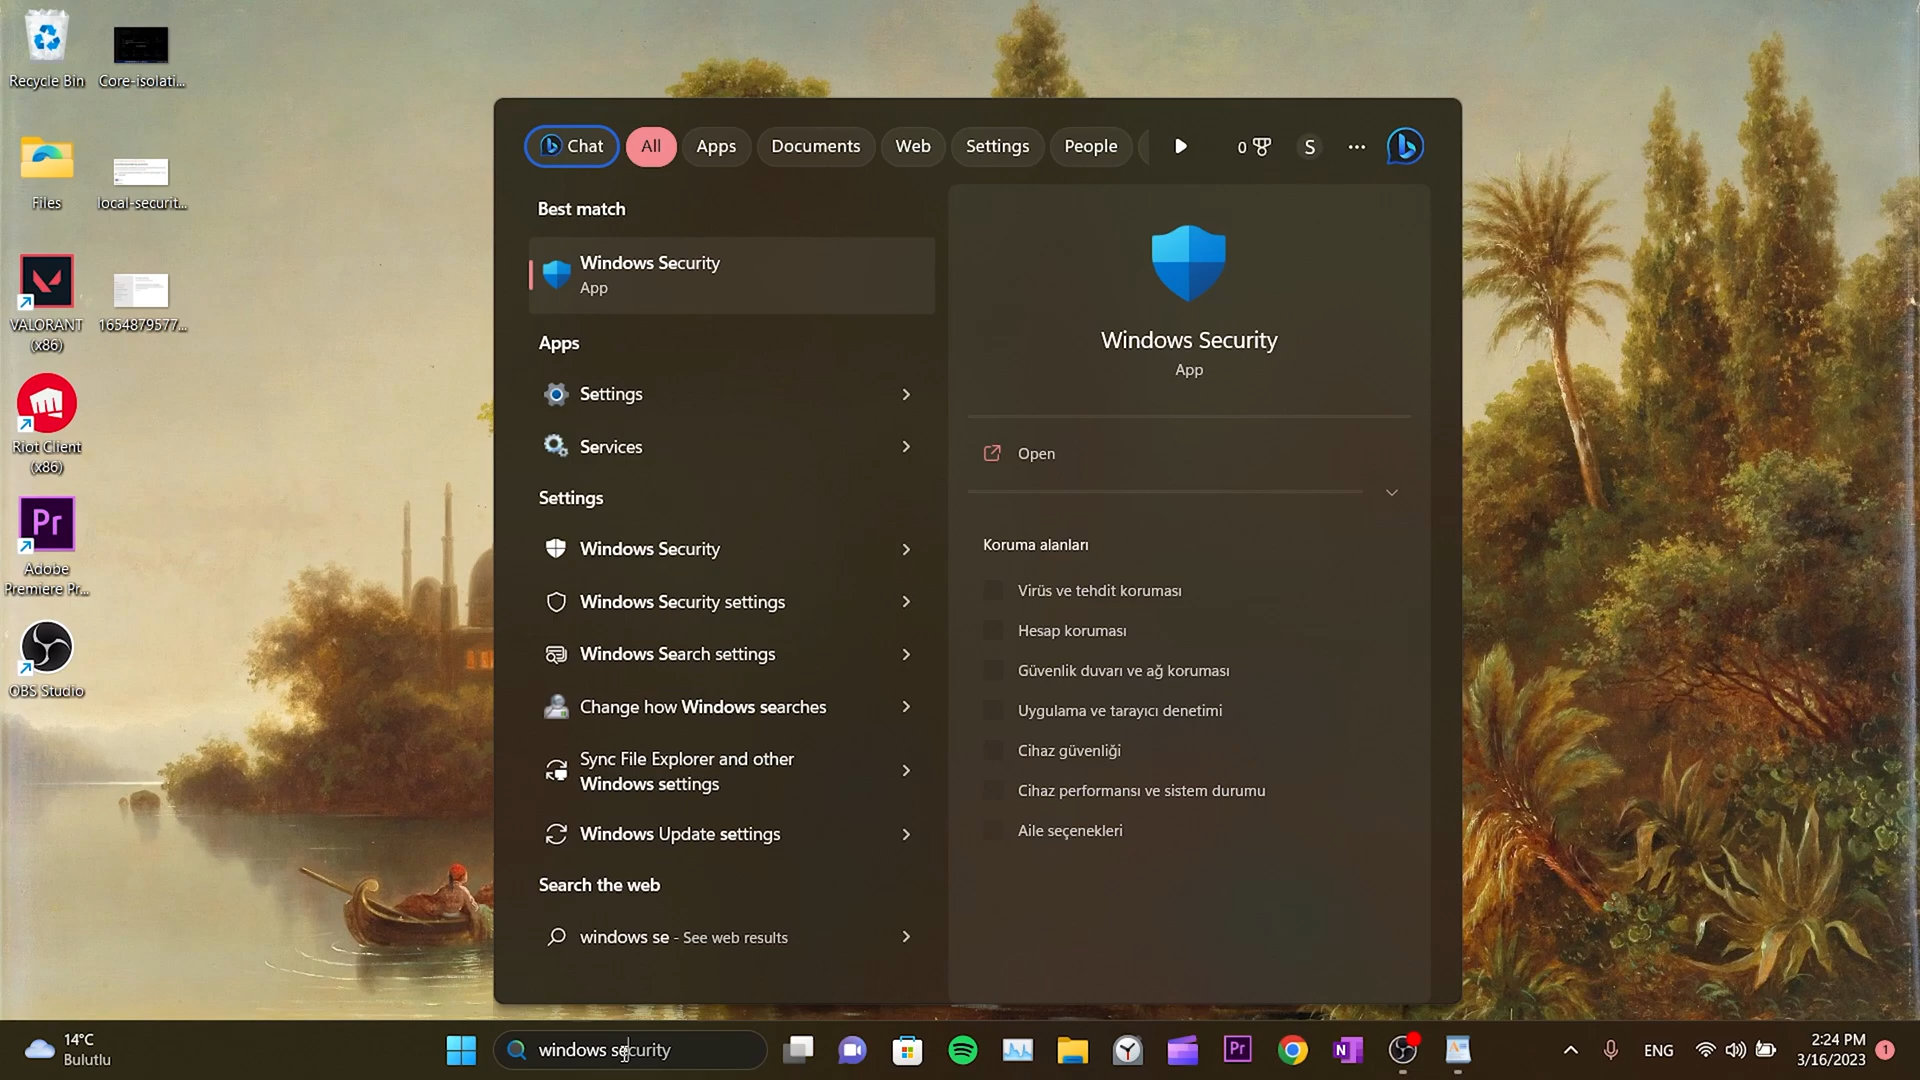 Recycle Bin
Core-isolati...
Files
local-securit...
VALORANT
(x86)
1654879577...
Riot Client
(x86)
Pr
Adobe
Premiere Pr...
OBS Studio
Chat
All
Apps
Documents
Web
Settings
People
0
S
Best match
Windows Security
App
Apps
Settings
Services
Settings
Windows Security
Windows Security settings
Windows Search settings
Change how Windows searches
Sync File Explorer and other
Windows settings
Windows Update settings
Search the web
windows se - See web results
Windows Security
App
Open
Koruma alanları
Virüs ve tehdit koruması
Hesap koruması
Güvenlik duvarı ve ağ koruması
Uygulama ve tarayıcı denetimi
Cihaz güvenliği
Cihaz performansı ve sistem durumu
Aile seçenekleri
14°C
Bulutlu
windows security
Pr
N
ENG
2:24 PM
3/16/2023
1